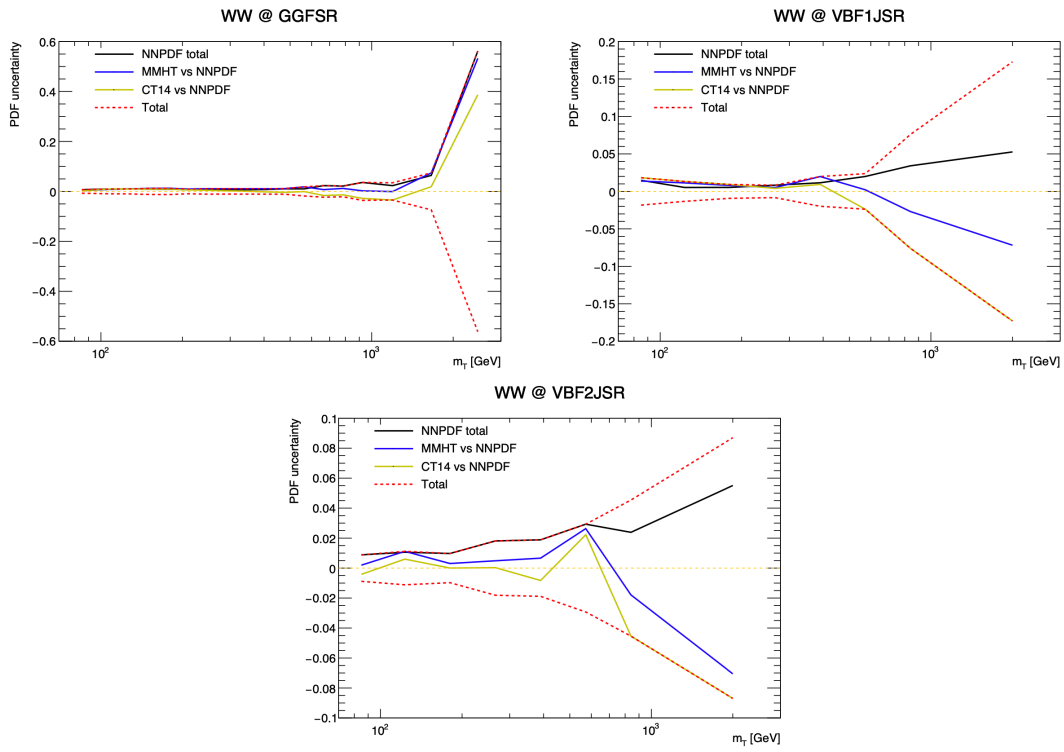 WW @ GGFSR
PDF uncertainty
0.6
0.4
0.2
0
−0.2
−0.4
−0.6
NNPDF total
MMHT vs NNPDF
CT14 vs NNPDF
Total
10²
10³
m_T [GeV]
WW @ VBF1JSR
PDF uncertainty
0.2
0.15
0.1
0.05
0
−0.05
−0.1
−0.15
−0.2
NNPDF total
MMHT vs NNPDF
CT14 vs NNPDF
Total
10²
10³
m_T [GeV]
WW @ VBF2JSR
PDF uncertainty
0.1
0.08
0.06
0.04
0.02
0
−0.02
−0.04
−0.06
−0.08
−0.1
NNPDF total
MMHT vs NNPDF
CT14 vs NNPDF
Total
10²
10³
m_T [GeV]